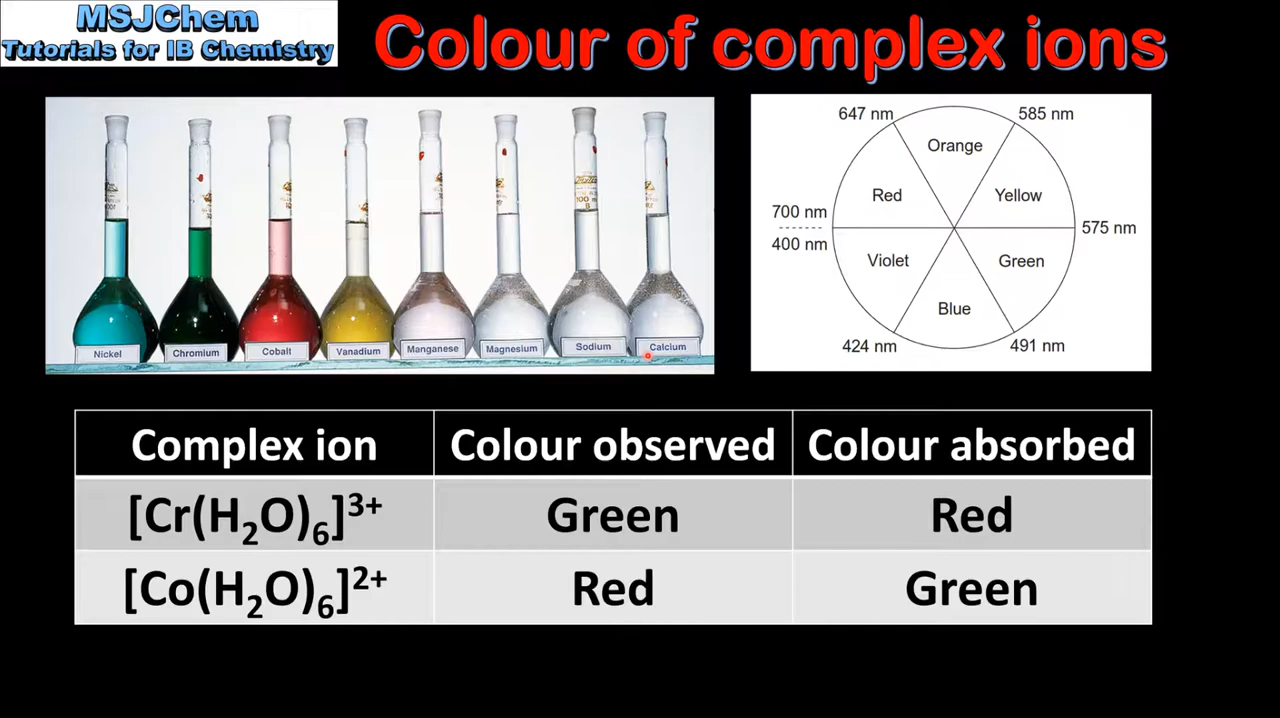 MSJChem
Tutorials for IB Chemistry
Colour of complex ions
Nickel
Chromium
Cobalt
Vanadium
Manganese
Magnesium
Sodium
Calcium
647 nm
585 nm
Orange
Red
Yellow
700 nm
400 nm
575 nm
Violet
Green
Blue
424 nm
491 nm
Complex ion Colour observed Colour absorbed
[Cr(H₂O)₆]³⁺ Green Red
[Co(H₂O)₆]²⁺ Red Green